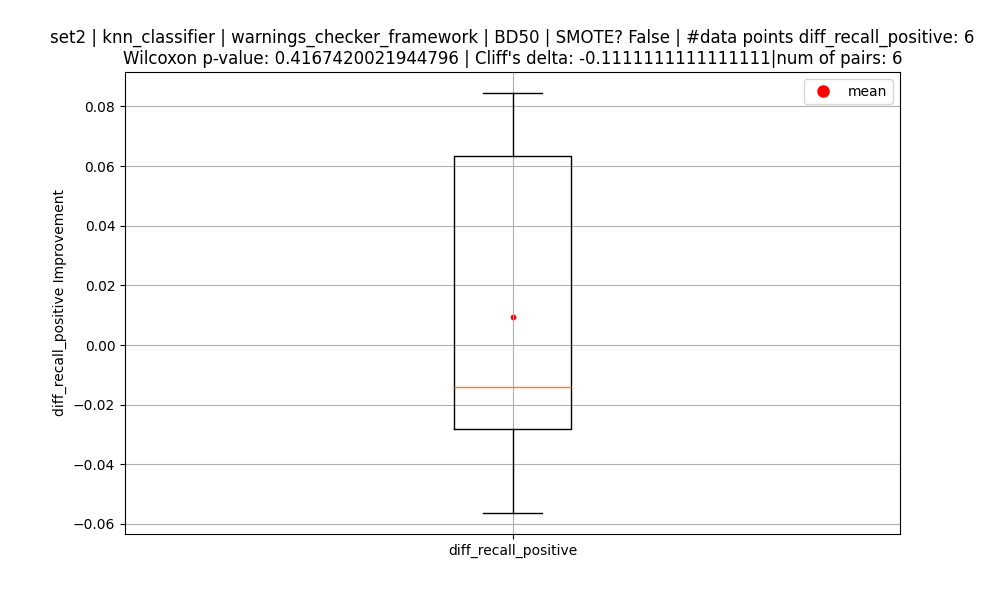 set2 | knn_classifier | warnings_checker_framework | BD50 | SMOTE? False | #data points diff_recall_positive: 6
Wilcoxon p-value: 0.4167420021944796 | Cliff's delta: -0.1111111111111111|num of pairs: 6
mean
0.08
0.06
0.04
0.02
0.00
−0.02
−0.04
−0.06
diff_recall_positive Improvement
diff_recall_positive